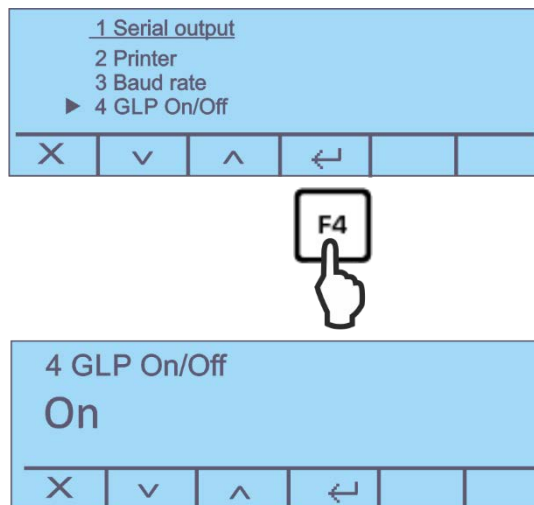 1 Serial output
2 Printer
3 Baud rate
4 GLP On/Off
F4
4 GLP On/Off
On